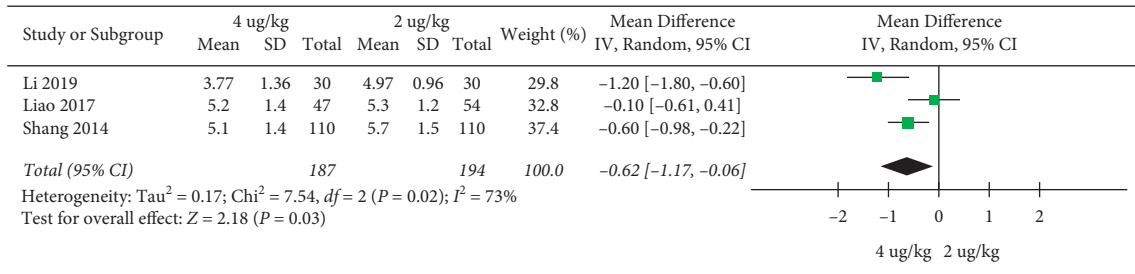 Study or Subgroup 4 ug/kg 2 ug/kg Weight (%) Mean Difference Mean Difference
Mean SD Total Mean SD Total IV, Random, 95% CI IV, Random, 95% CI
Li 2019 3.77 1.36 30 4.97 0.96 30 29.8 –1.20 [–1.80, –0.60]
Liao 2017 5.2 1.4 47 5.3 1.2 54 32.8 –0.10 [–0.61, 0.41]
Shang 2014 5.1 1.4 110 5.7 1.5 110 37.4 –0.60 [–0.98, –0.22]
Total (95% CI) 187 194 100.0 –0.62 [–1.17, –0.06]
Heterogeneity: Tau² = 0.17; Chi² = 7.54, df = 2 (P = 0.02); I² = 73%
Test for overall effect: Z = 2.18 (P = 0.03)
–2 –1 0 1 2
4 ug/kg 2 ug/kg